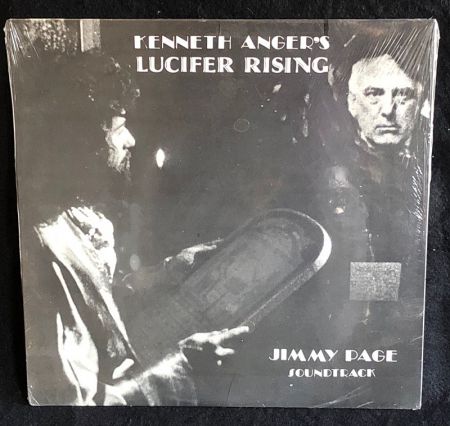 KENNETH ANGER'S
LUCIFER RISING
JIMMY PAGE
SOUNDTRACK